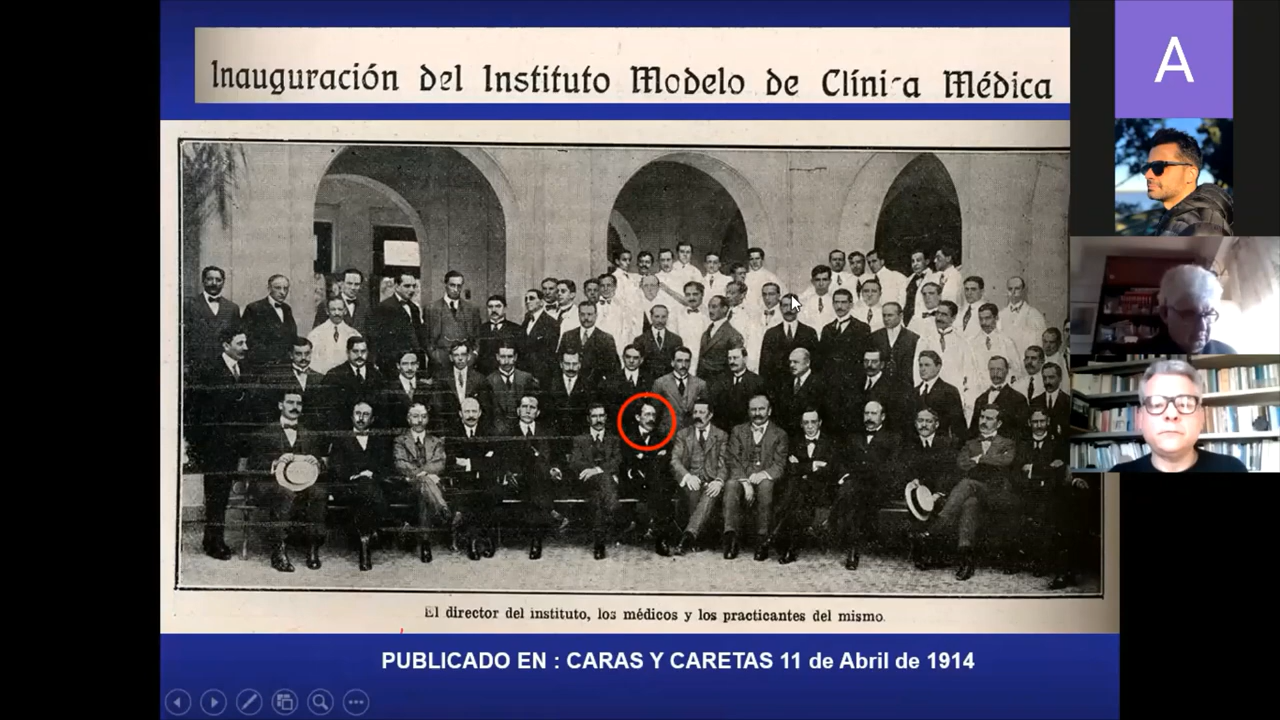 Inauguración del Instituto Modelo de Clínica Médica
A
El director del instituto, los médicos y los practicantes del mismo.
PUBLICADO EN : CARAS Y CARETAS 11 de Abril de 1914